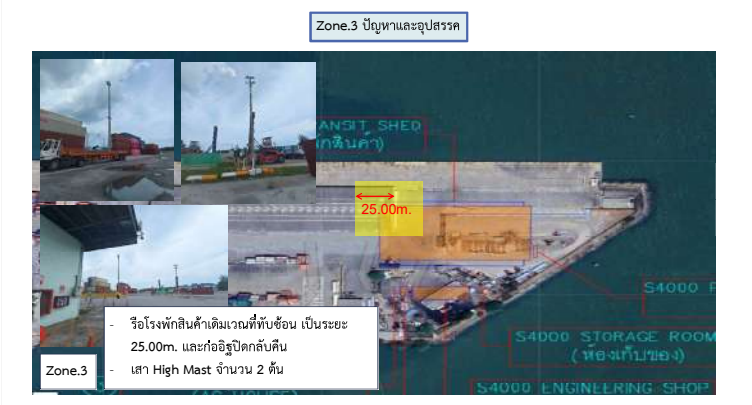 Zone.3 ปัญหาและอุปสรรค
ANSIT SHED
กสินค้า)
25.00m.
S4000 F
- รือโรงพักสินค้าเดิมเวณที่ทับซ้อน เป็นระยะ
25.00m. และก่ออิฐปิดกลับคืน
- เสา High Mast จำนวน 2 ต้น
Zone.3
S4000 STORAGE ROOM
(ห้องเก็บของ)
S4000 ENGINEERING SHOP